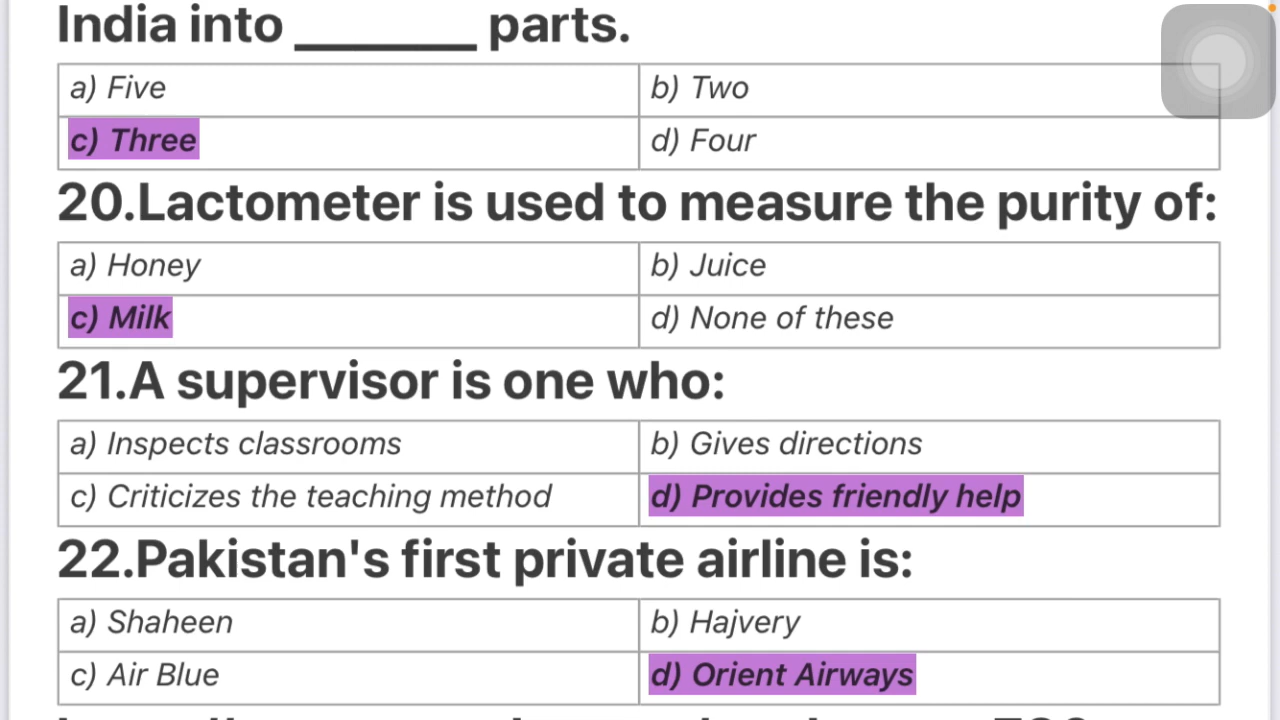 India into _______ parts.
a) Five
b) Two
c) Three
d) Four
20.Lactometer is used to measure the purity of:
a) Honey
b) Juice
c) Milk
d) None of these
21.A supervisor is one who:
a) Inspects classrooms
b) Gives directions
c) Criticizes the teaching method
d) Provides friendly help
22.Pakistan's first private airline is:
a) Shaheen
b) Hajvery
c) Air Blue
d) Orient Airways